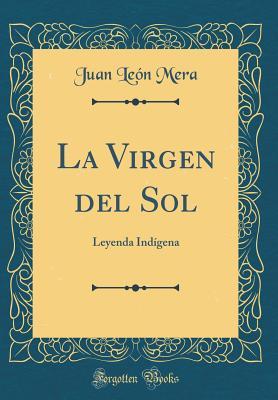 Juan León Mera
La Virgen del Sol
Leyenda Indígena
Forgotten Books